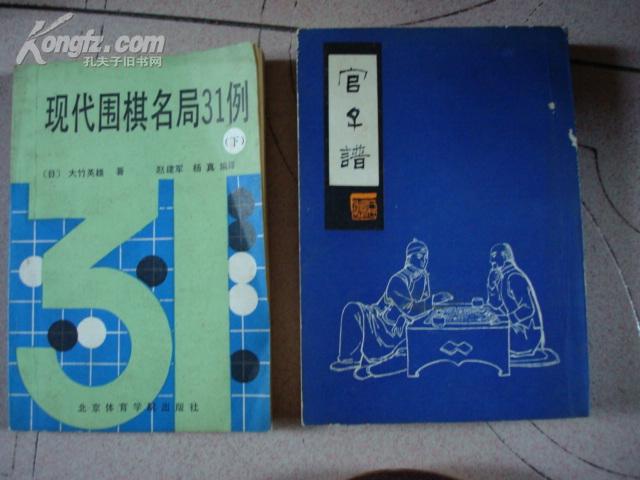 Kongfz.com
孔夫子旧书网
现代围棋名局31例
(下)
〔日〕 大竹英雄 著 赵建军 杨真 编译
31
北京体育学院出版社
官子譜